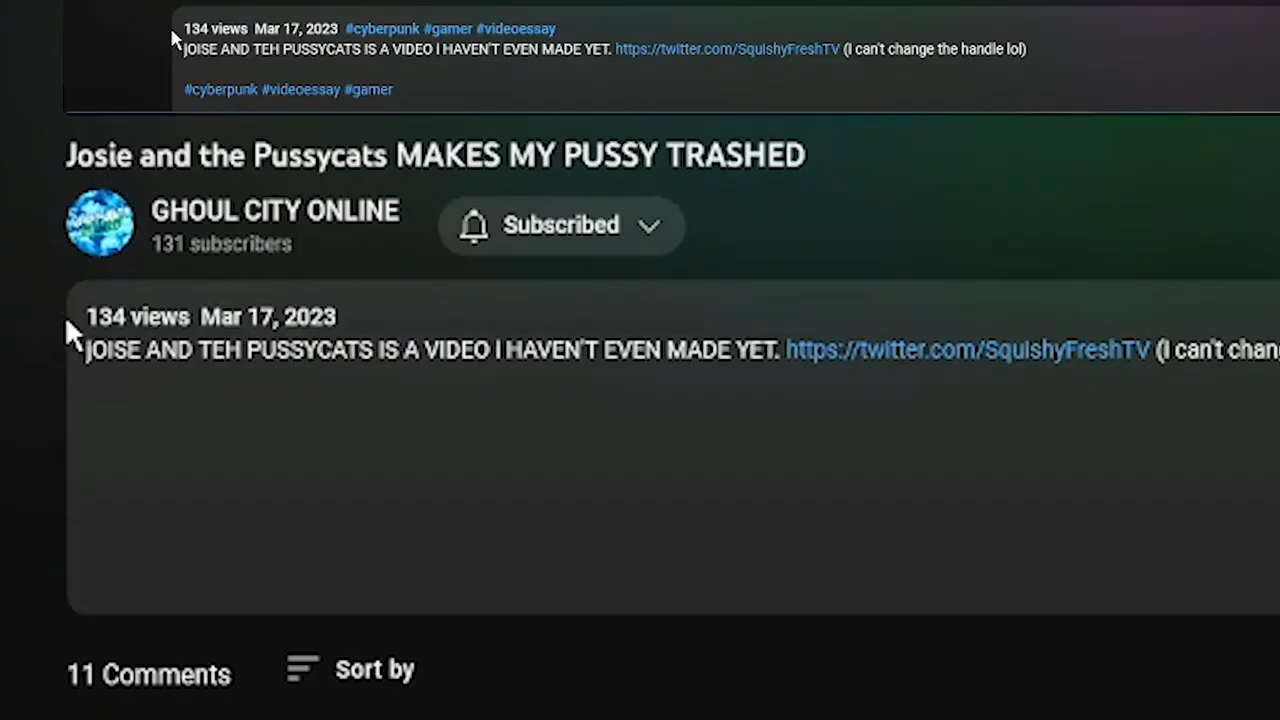 134 views Mar 17, 2023 #cyberpunk #gamer #videoessay
JOISE AND TEH PUSSYCATS IS A VIDEO I HAVEN'T EVEN MADE YET. https://twitter.com/SquishyFreshTV (i can't change the handle lol)
#cyberpunk #videoessay #gamer
Josie and the Pussycats MAKES MY PUSSY TRASHED
GHOUL CITY ONLINE
131 subscribers
Subscribed
134 views Mar 17, 2023
JOISE AND TEH PUSSYCATS IS A VIDEO I HAVEN'T EVEN MADE YET. https://twitter.com/SquishyFreshTV (i can't chan
11 Comments
Sort by